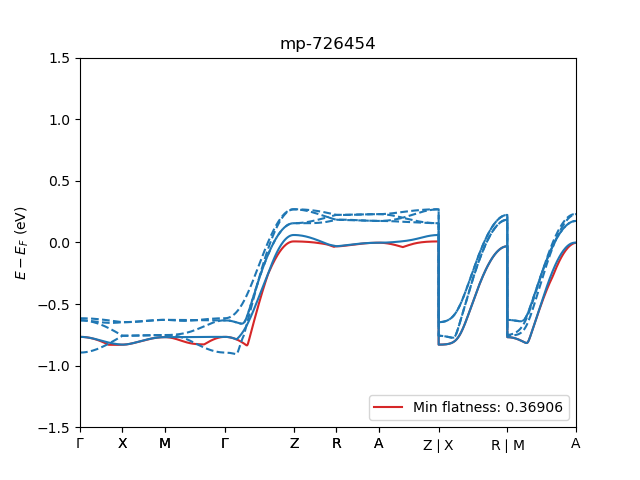 mp-726454
E − E_F (eV)
1.5
1.0
0.5
0.0
−0.5
−1.0
−1.5
Min flatness: 0.36906
Γ X M Γ Z R A Z | X R | M A